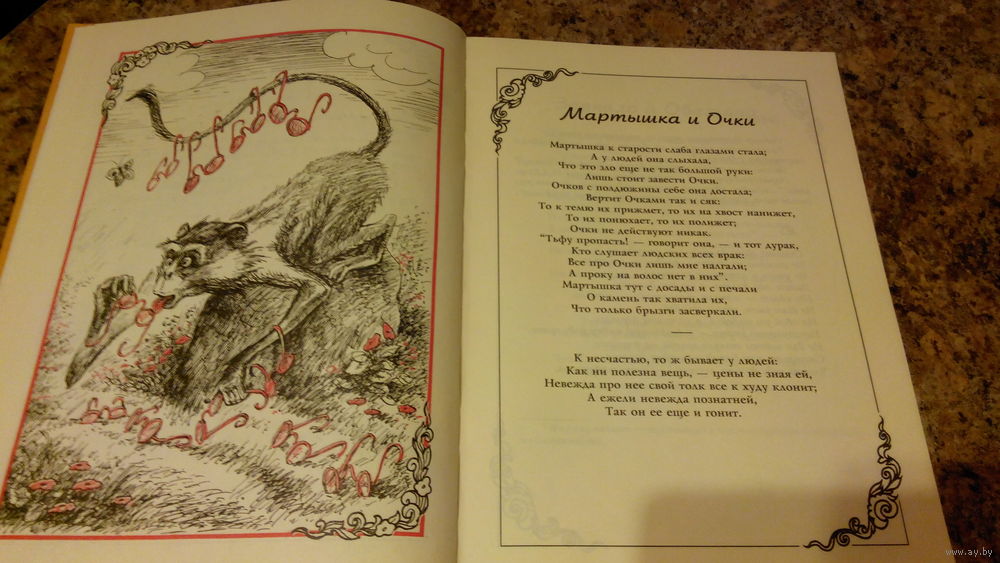 Мартышка и Очки
Мартышка к старости слаба глазами стала;
А у людей она слыхала,
Что это зло еще не так большой руки:
Лишь стоит завести Очки.
Очков с полдюжины себе она достала;
Вертит Очками так и сяк:
То к темю их прижмет, то их на хвост нанижет,
То их понюхает, то их полижет;
Очки не действуют никак.
"Тьфу пропасть! — говорит она, — и тот дурак,
Кто слушает людских всех врак:
Все про Очки лишь мне налгали;
А проку на волос нет в них".
Мартышка тут с досады и с печали
О камень так хватила их,
Что только брызги засверкали.
К несчастью, то ж бывает у людей:
Как ни полезна вещь, — цены не зная ей,
Невежда про нее свой толк все к худу клонит;
А ежели невежда познатней,
Так он ее еще и гонит.
www.ay.by